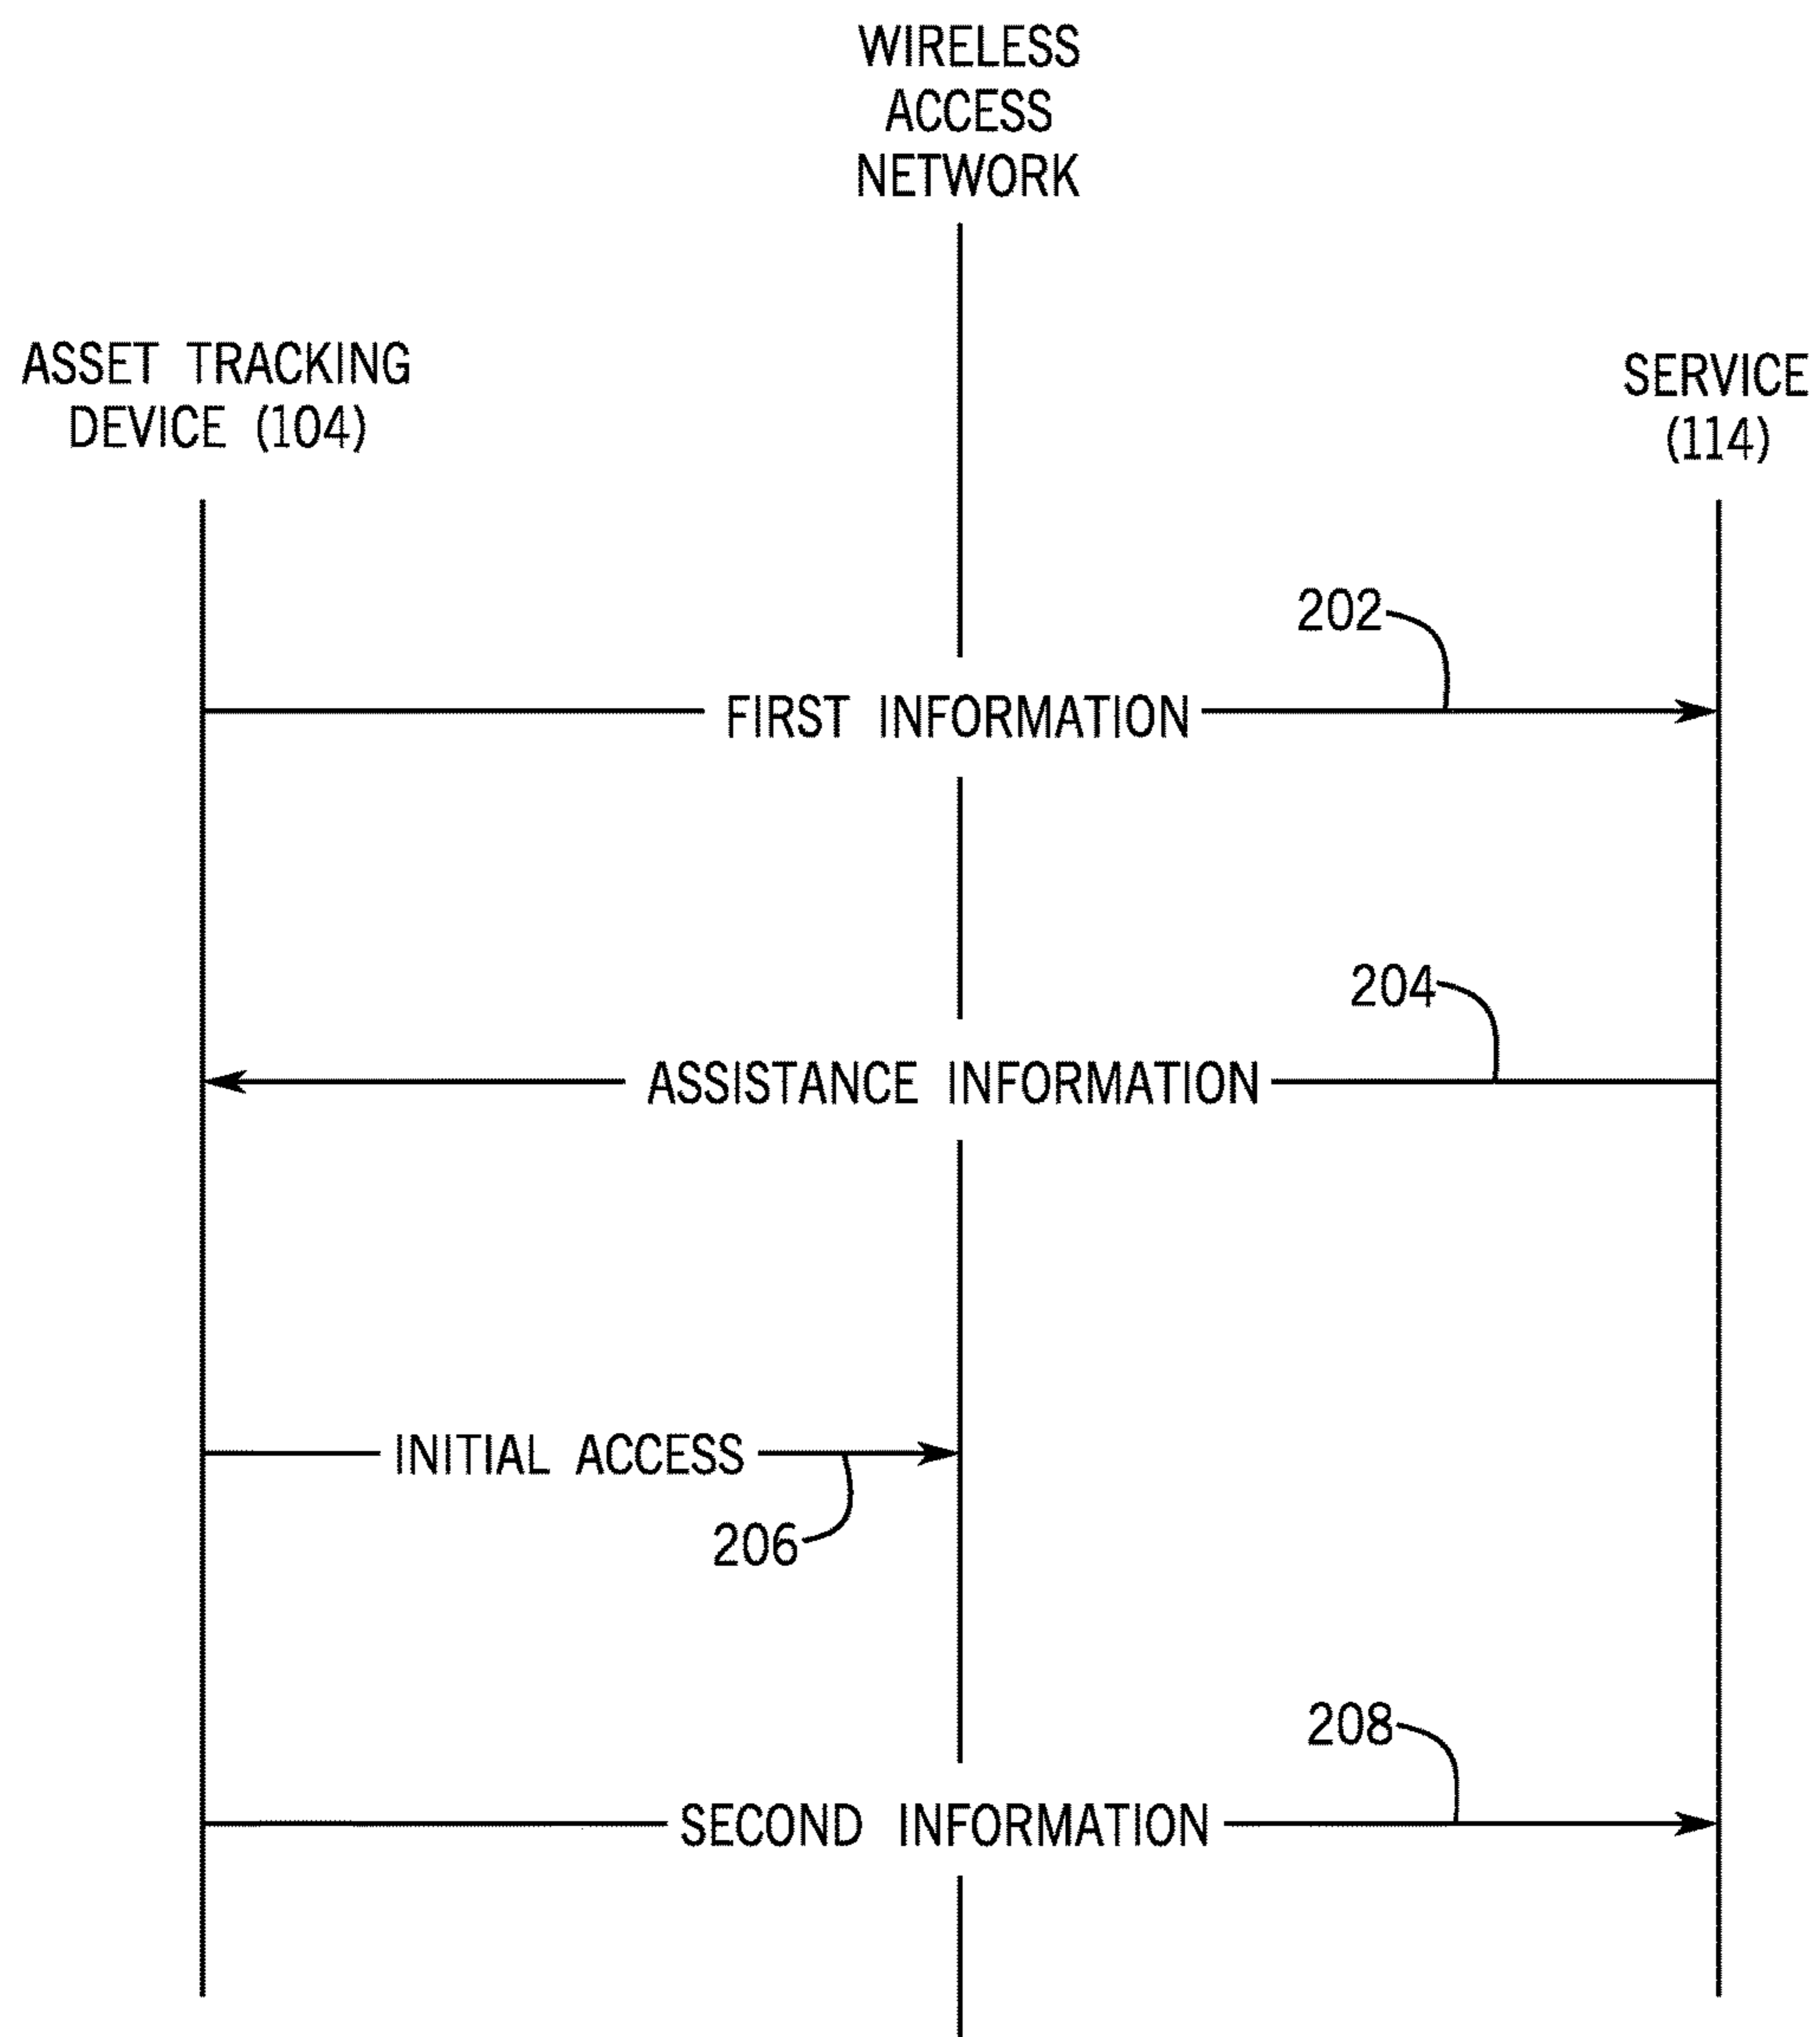 WIRELESS
ACCESS
NETWORK
ASSET TRACKING
DEVICE (104)
SERVICE
(114)
202
FIRST INFORMATION
204
ASSISTANCE INFORMATION
INITIAL ACCESS
206
208
SECOND INFORMATION